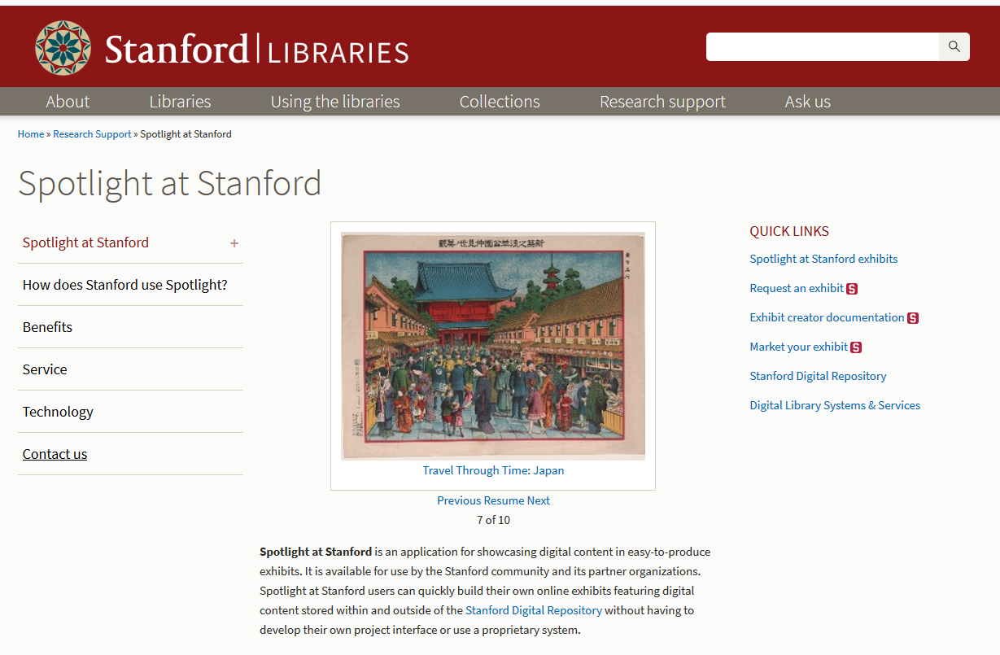 Stanford LIBRARIES
About Libraries Using the libraries Collections Research support Ask us
Home » Research Support » Spotlight at Stanford
Spotlight at Stanford
Spotlight at Stanford +
How does Stanford use Spotlight?
Benefits
Service
Technology
Contact us
新築之淺草公園仲見世ノ景觀
Travel Through Time: Japan
Previous Resume Next
7 of 10
Spotlight at Stanford is an application for showcasing digital content in easy-to-produce
exhibits. It is available for use by the Stanford community and its partner organizations.
Spotlight at Stanford users can quickly build their own online exhibits featuring digital
content stored within and outside of the Stanford Digital Repository without having to
develop their own project interface or use a proprietary system.
QUICK LINKS
Spotlight at Stanford exhibits
Request an exhibit S
Exhibit creator documentation S
Market your exhibit S
Stanford Digital Repository
Digital Library Systems & Services